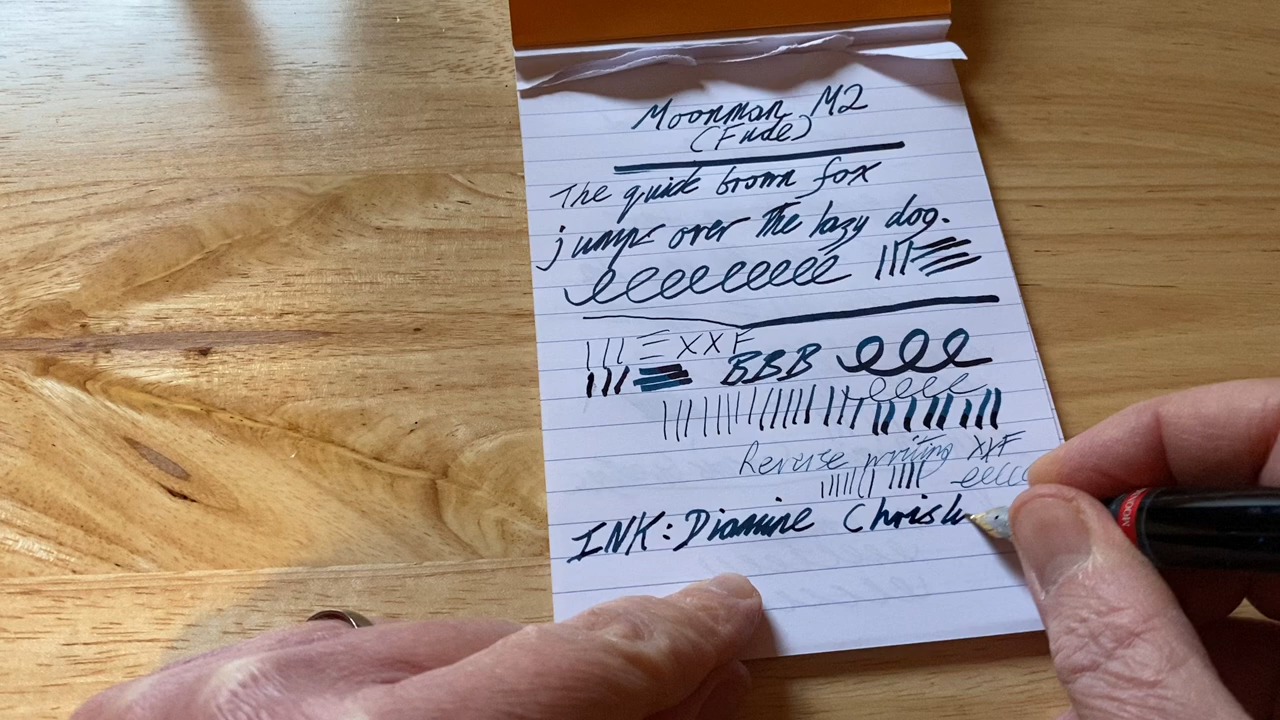 Moonman M2
(Fude)
The quick brown fox
jumps over the lazy dog.
XXF
BBB
Reverse writing XXF
INK: Diamine Christ
MOON